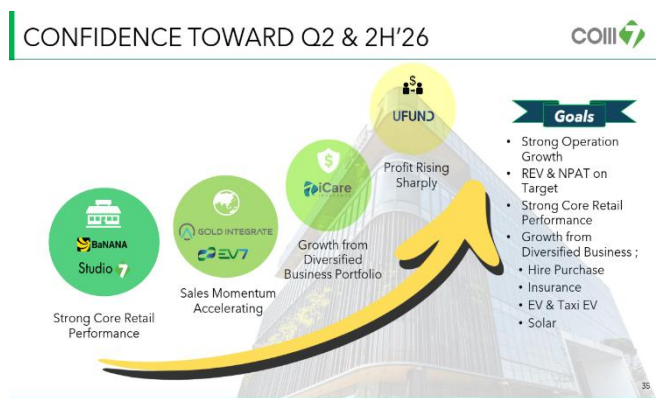 CONFIDENCE TOWARD Q2 & 2H'26
COM7
$
UFUND
Profit Rising
Sharply
$
iCare
INSURANCE
Growth from
Diversified
Business Portfolio
GOLD INTEGRATE
EV7
Sales Momentum
Accelerating
BaNANA
Studio 7
Strong Core Retail
Performance
Goals
• Strong Operation
Growth
• REV & NPAT on
Target
• Strong Core Retail
Performance
• Growth from
Diversified Business ;
• Hire Purchase
• Insurance
• EV & Taxi EV
• Solar
35